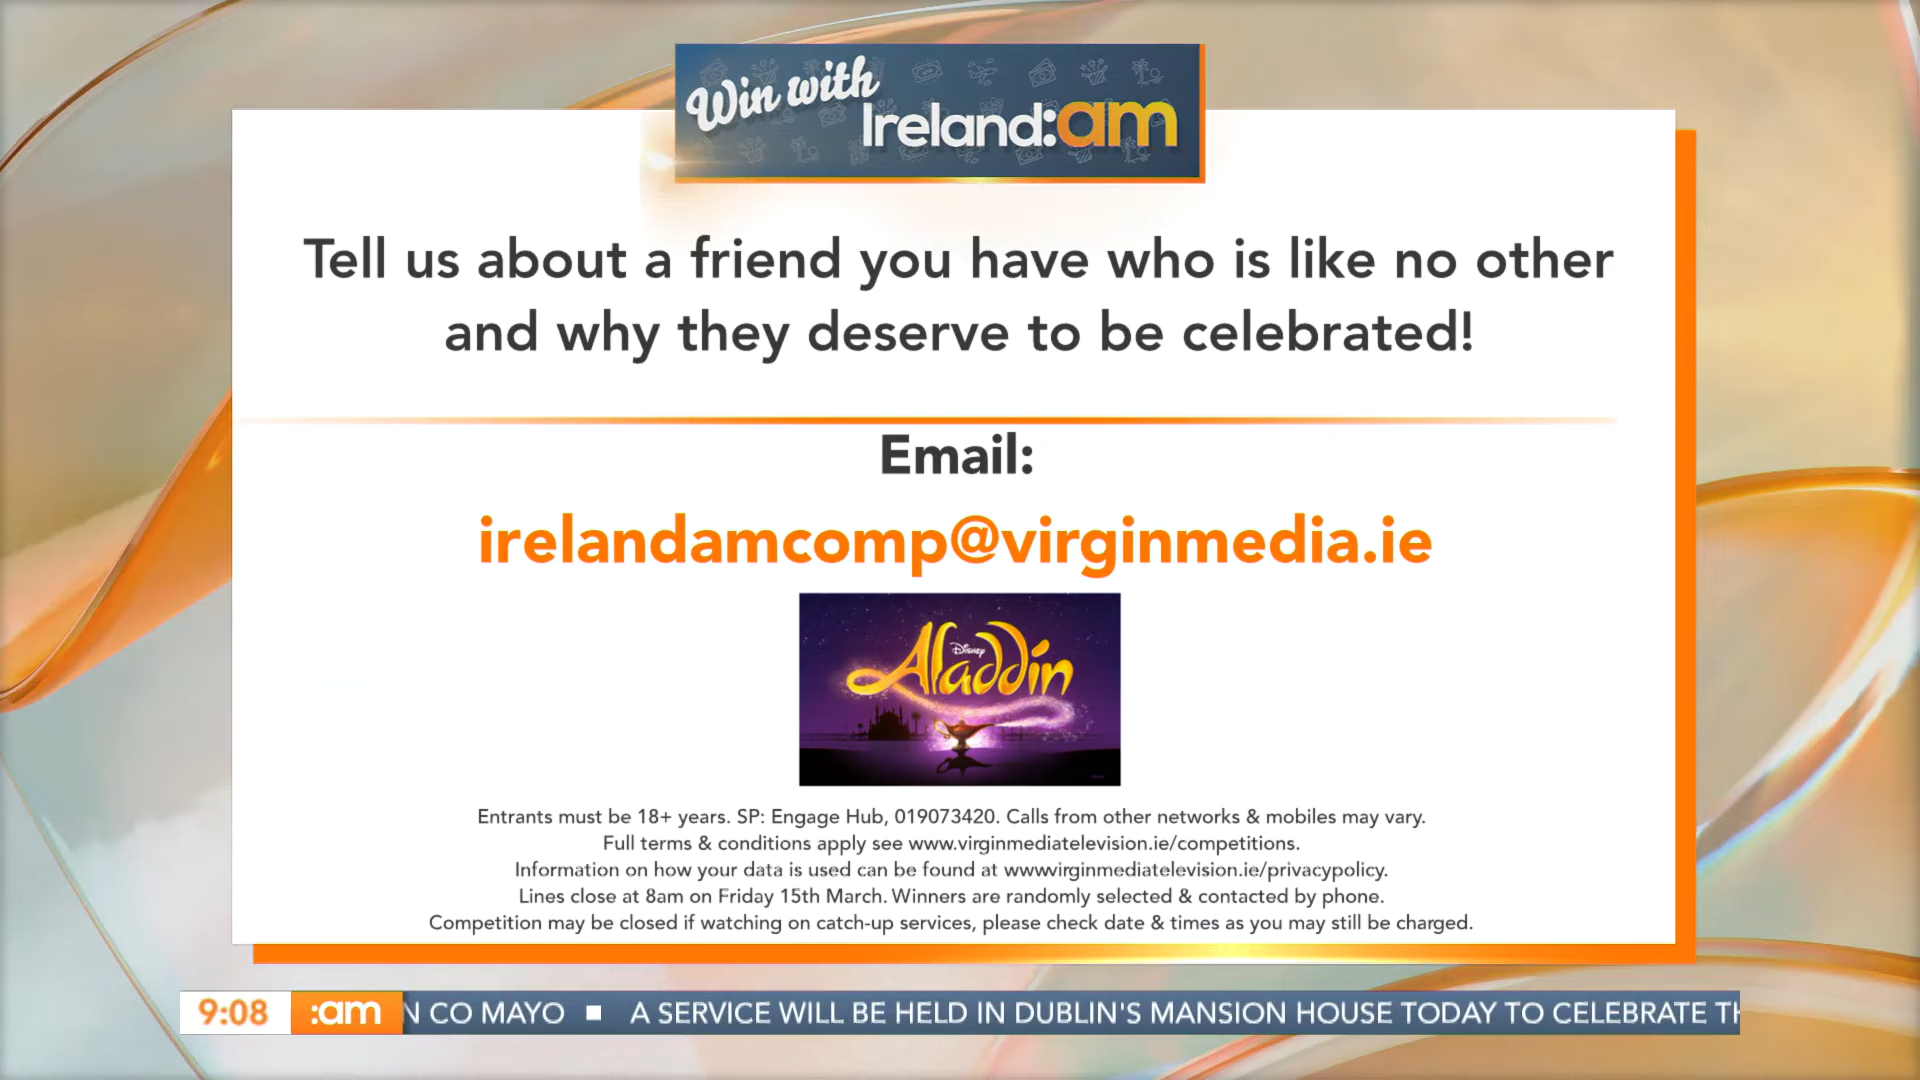 Win with
Ireland:am
Tell us about a friend you have who is like no other
and why they deserve to be celebrated!
Email:
irelandamcomp@virginmedia.ie
Disney
Aladdin
Entrants must be 18+ years. SP: Engage Hub, 019073420. Calls from other networks & mobiles may vary.
Full terms & conditions apply see www.virginmediatelevision.ie/competitions.
Information on how your data is used can be found at wwwvirginmediatelevision.ie/privacypolicy.
Lines close at 8am on Friday 15th March. Winners are randomly selected & contacted by phone.
Competition may be closed if watching on catch-up services, please check date & times as you may still be charged.
9:08 :am N CO MAYO ■ A SERVICE WILL BE HELD IN DUBLIN'S MANSION HOUSE TODAY TO CELEBRATE